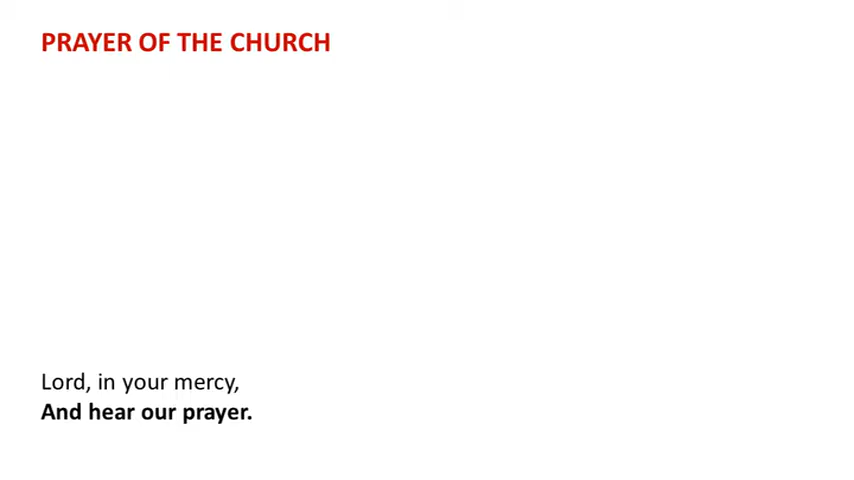 PRAYER OF THE CHURCH
Lord, in your mercy,
And hear our prayer.